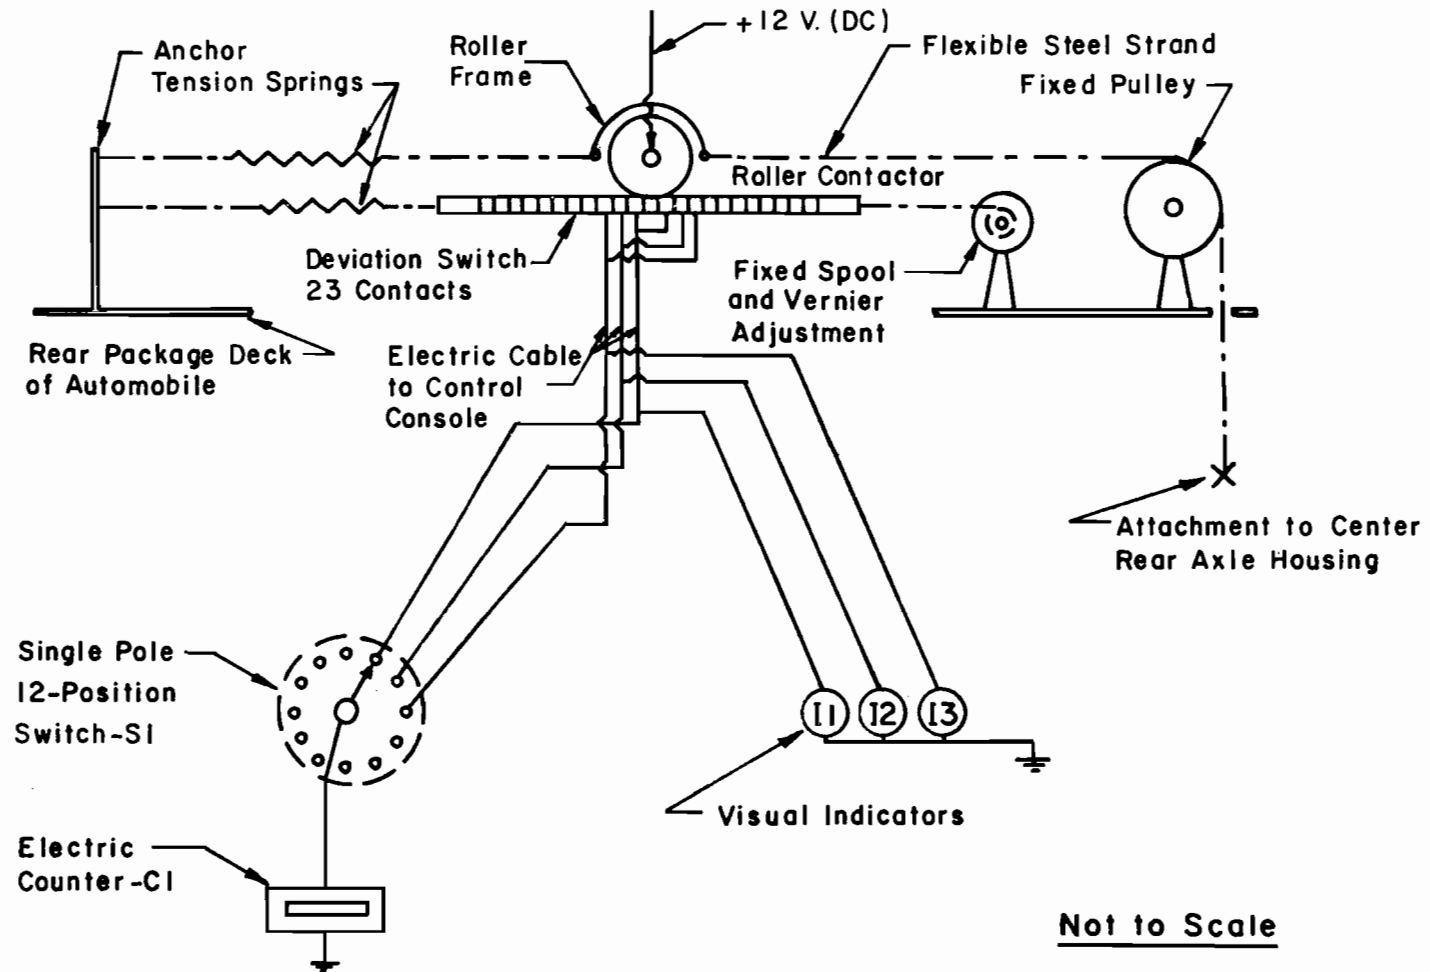 +12 V. (DC)
Anchor
Tension Springs
Roller
Frame
Flexible Steel Strand
Fixed Pulley
Roller Contactor
Deviation Switch
23 Contacts
Fixed Spool
and Vernier
Adjustment
Rear Package Deck
of Automobile
Electric Cable
to Control
Console
Attachment to Center
Rear Axle Housing
Single Pole
12-Position
Switch-S1
I1 I2 I3
Visual Indicators
Electric
Counter-C1
Not to Scale